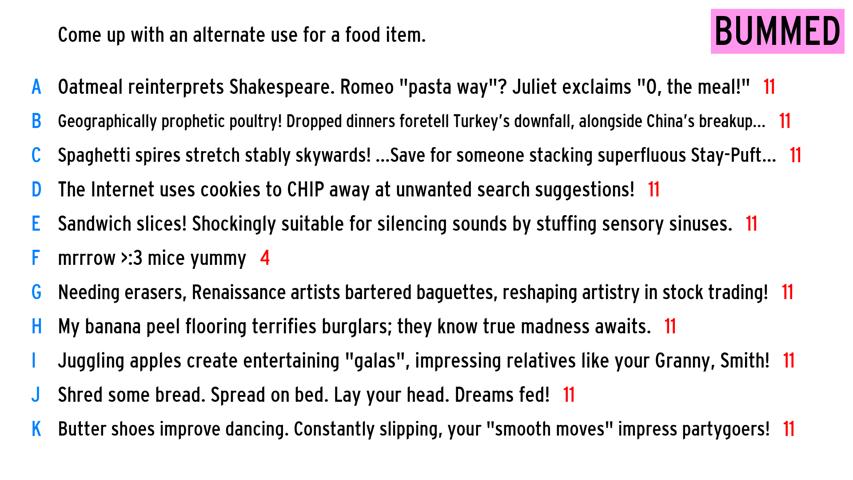 Come up with an alternate use for a food item.
BUMMED
A Oatmeal reinterprets Shakespeare. Romeo "pasta way"? Juliet exclaims "O, the meal!" 11
B Geographically prophetic poultry! Dropped dinners foretell Turkey's downfall, alongside China's breakup... 11
C Spaghetti spires stretch stably skywards! ...Save for someone stacking superfluous Stay-Puft... 11
D The Internet uses cookies to CHIP away at unwanted search suggestions! 11
E Sandwich slices! Shockingly suitable for silencing sounds by stuffing sensory sinuses. 11
F mrrrow >:3 mice yummy 4
G Needing erasers, Renaissance artists bartered baguettes, reshaping artistry in stock trading! 11
H My banana peel flooring terrifies burglars; they know true madness awaits. 11
I Juggling apples create entertaining "galas", impressing relatives like your Granny, Smith! 11
J Shred some bread. Spread on bed. Lay your head. Dreams fed! 11
K Butter shoes improve dancing. Constantly slipping, your "smooth moves" impress partygoers! 11